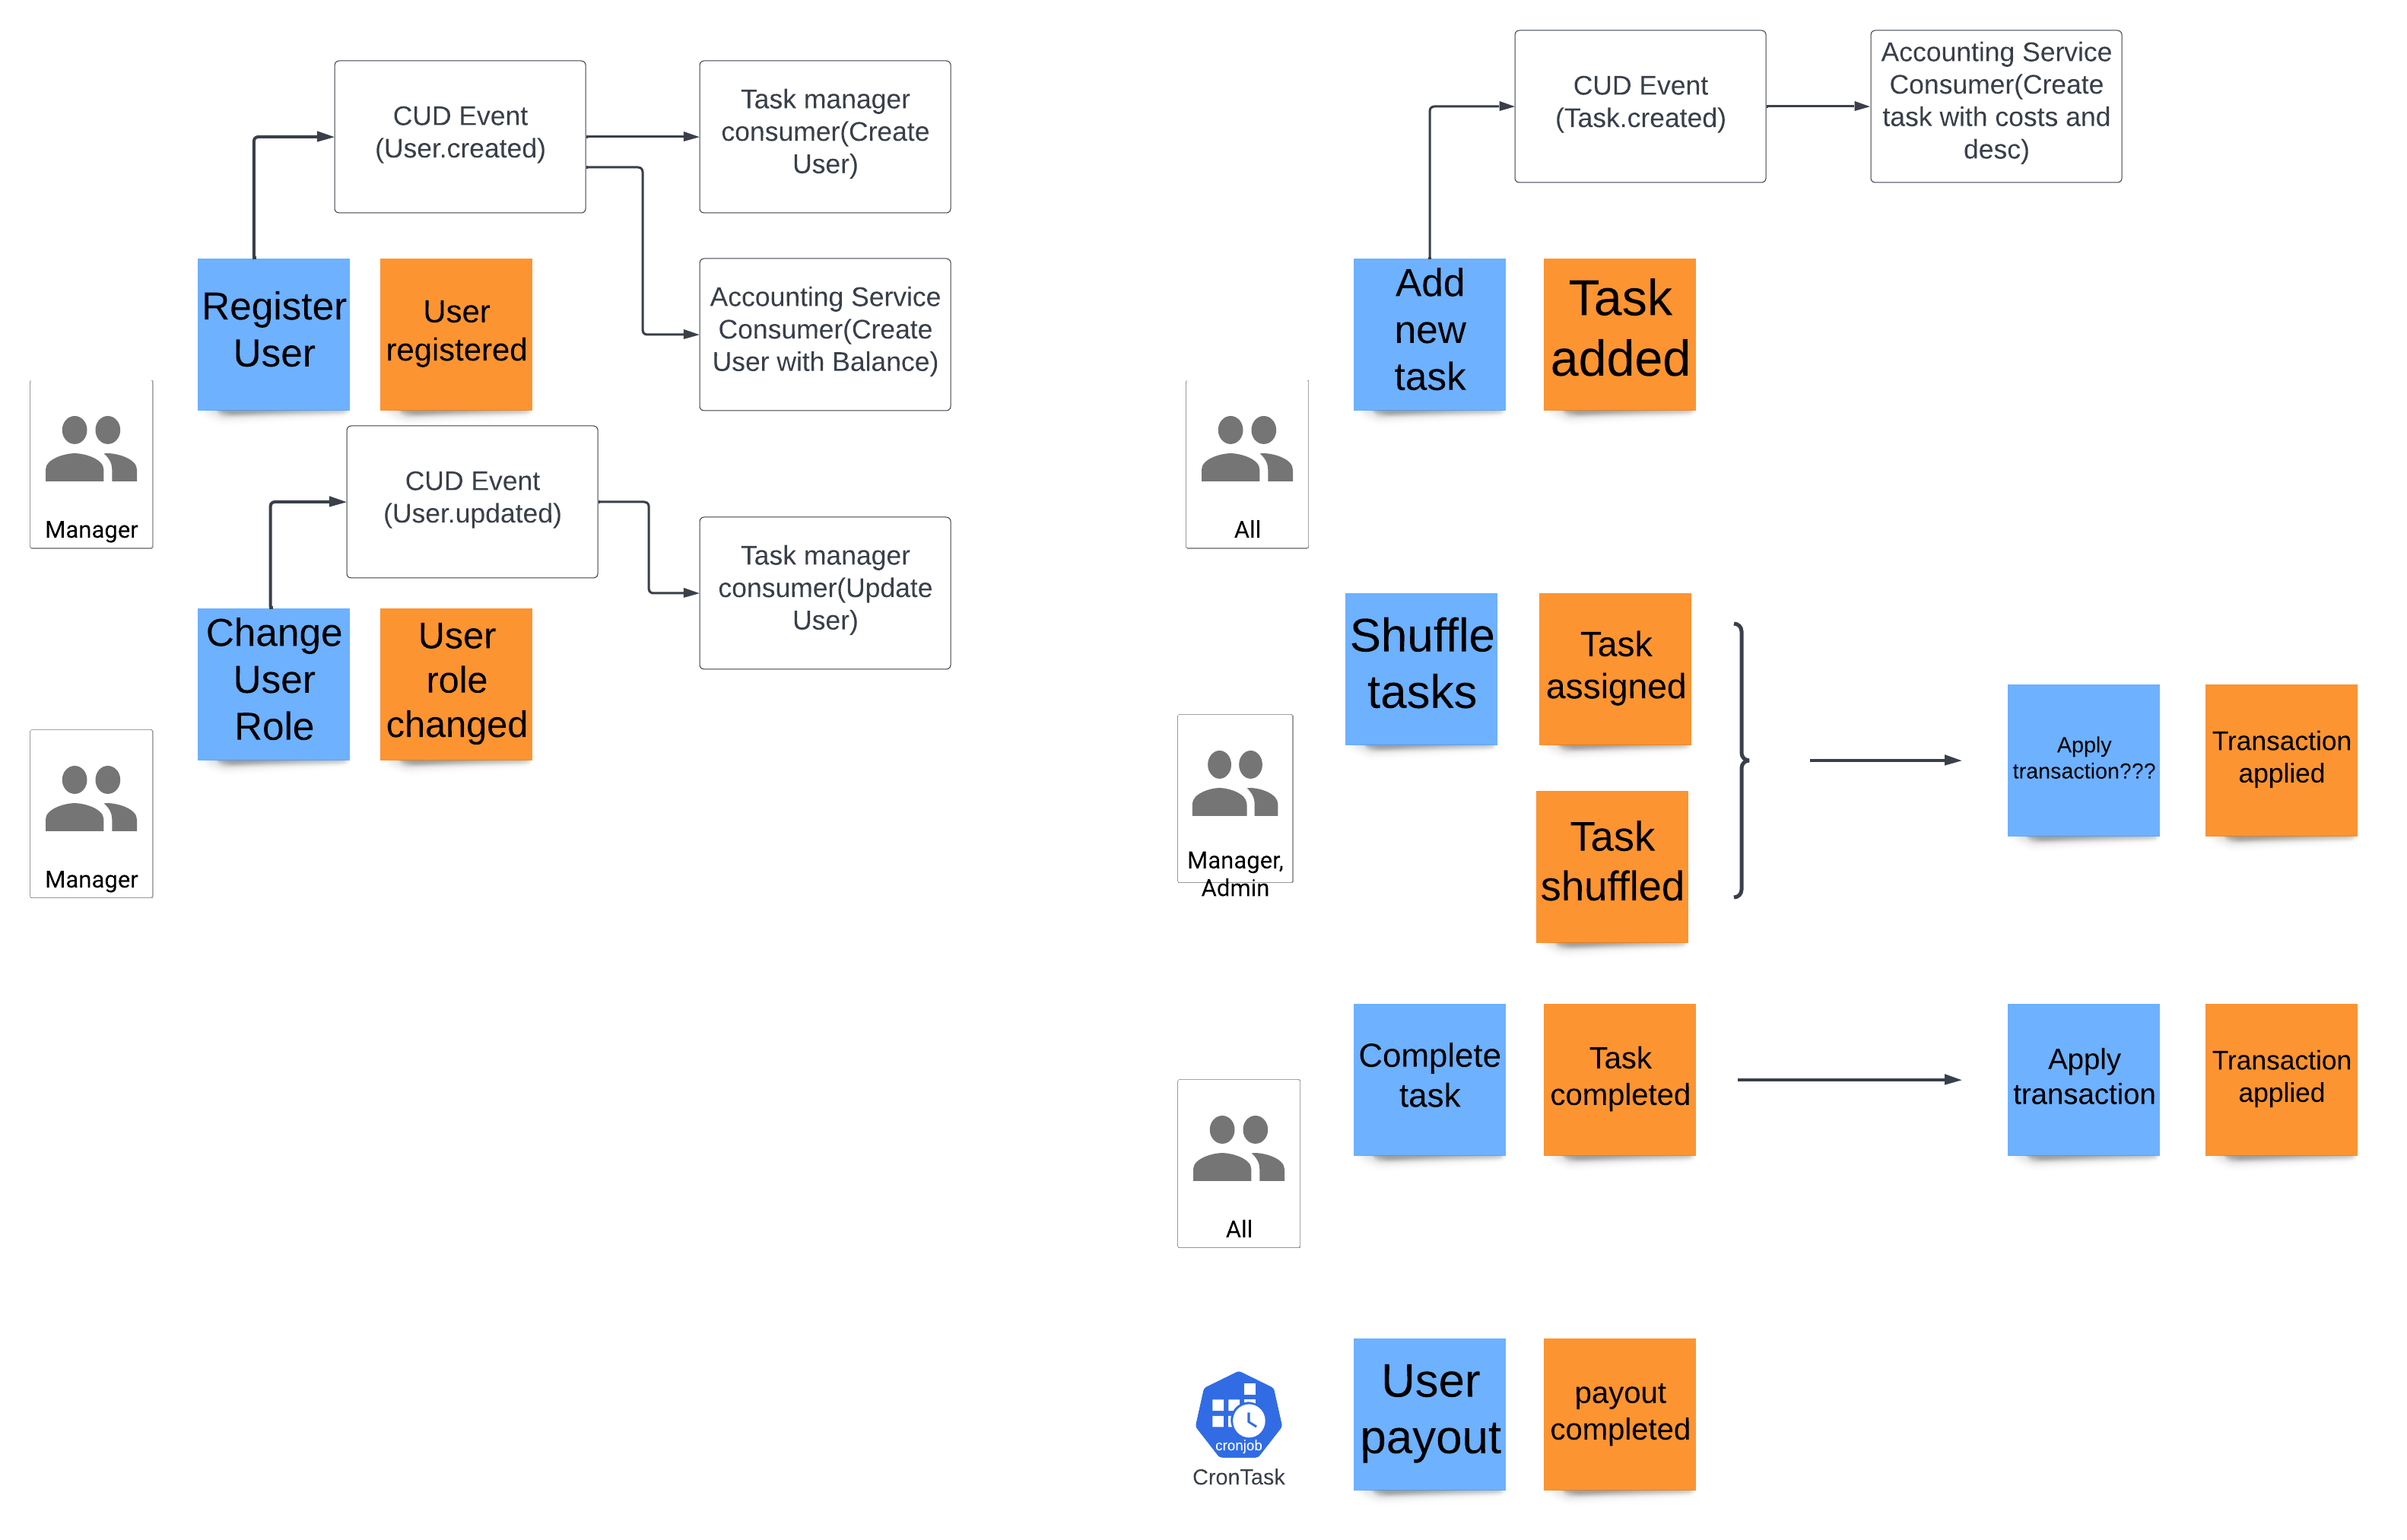 CUD Event
(User.created)
Task manager
consumer(Create
User)
Register
User
User
registered
Accounting Service
Consumer(Create
User with Balance)
Manager
CUD Event
(User.updated)
Task manager
consumer(Update
User)
Change
User
Role
User
role
changed
Manager
CUD Event
(Task.created)
Accounting Service
Consumer(Create
task with costs and
desc)
Add
new
task
Task
added
All
Shuffle
tasks
Task
assigned
Task
shuffled
Manager,
Admin
Apply
transaction???
Transaction
applied
Complete
task
Task
completed
Apply
transaction
Transaction
applied
All
User
payout
payout
completed
cronjob
CronTask